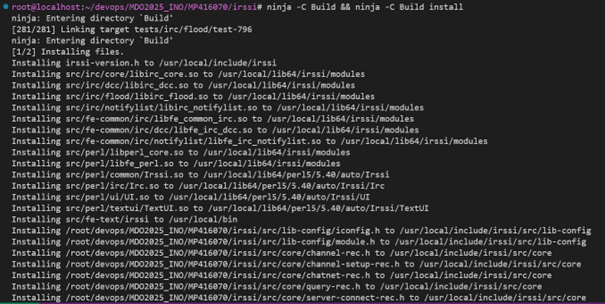 root@localhost:~/devops/MDO2025_INO/MP416070/irssi# ninja -C Build && ninja -C Build install
ninja: Entering directory `Build'
[281/281] Linking target tests/irc/flood/test-796
ninja: Entering directory `Build'
[1/2] Installing files.
Installing irssi-version.h to /usr/local/include/irssi
Installing src/irc/core/libirc_core.so to /usr/local/lib64/irssi/modules
Installing src/irc/dcc/libirc_dcc.so to /usr/local/lib64/irssi/modules
Installing src/irc/flood/libirc_flood.so to /usr/local/lib64/irssi/modules
Installing src/irc/notifylist/libirc_notifylist.so to /usr/local/lib64/irssi/modules
Installing src/fe-common/irc/libfe_common_irc.so to /usr/local/lib64/irssi/modules
Installing src/fe-common/irc/dcc/libfe_irc_dcc.so to /usr/local/lib64/irssi/modules
Installing src/fe-common/irc/notifylist/libfe_irc_notifylist.so to /usr/local/lib64/irssi/modules
Installing src/perl/libperl_core.so to /usr/local/lib64/irssi/modules
Installing src/perl/libfe_perl.so to /usr/local/lib64/irssi/modules
Installing src/perl/common/Irssi.so to /usr/local/lib64/perl5/5.40/auto/Irssi
Installing src/perl/irc/Irc.so to /usr/local/lib64/perl5/5.40/auto/Irssi/Irc
Installing src/perl/ui/UI.so to /usr/local/lib64/perl5/5.40/auto/Irssi/UI
Installing src/perl/textui/TextUI.so to /usr/local/lib64/perl5/5.40/auto/Irssi/TextUI
Installing src/fe-text/irssi to /usr/local/bin
Installing /root/devops/MDO2025_INO/MP416070/irssi/src/lib-config/iconfig.h to /usr/local/include/irssi/src/lib-config
Installing /root/devops/MDO2025_INO/MP416070/irssi/src/lib-config/module.h to /usr/local/include/irssi/src/lib-config
Installing /root/devops/MDO2025_INO/MP416070/irssi/src/core/channel-rec.h to /usr/local/include/irssi/src/core
Installing /root/devops/MDO2025_INO/MP416070/irssi/src/core/channel-setup-rec.h to /usr/local/include/irssi/src/core
Installing /root/devops/MDO2025_INO/MP416070/irssi/src/core/chatnet-rec.h to /usr/local/include/irssi/src/core
Installing /root/devops/MDO2025_INO/MP416070/irssi/src/core/query-rec.h to /usr/local/include/irssi/src/core
Installing /root/devops/MDO2025_INO/MP416070/irssi/src/core/server-connect-rec.h to /usr/local/include/irssi/src/core